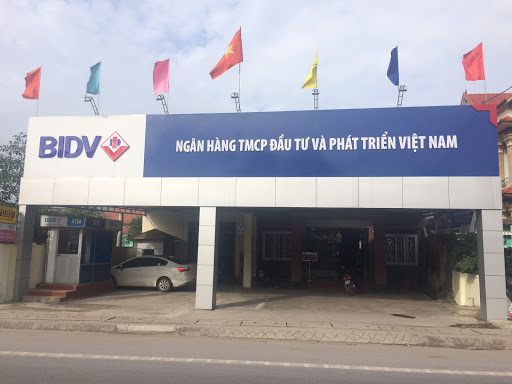 BIDV
NGÂN HÀNG TMCP ĐẦU TƯ VÀ PHÁT TRIỂN VIỆT NAM
BIDV ATM